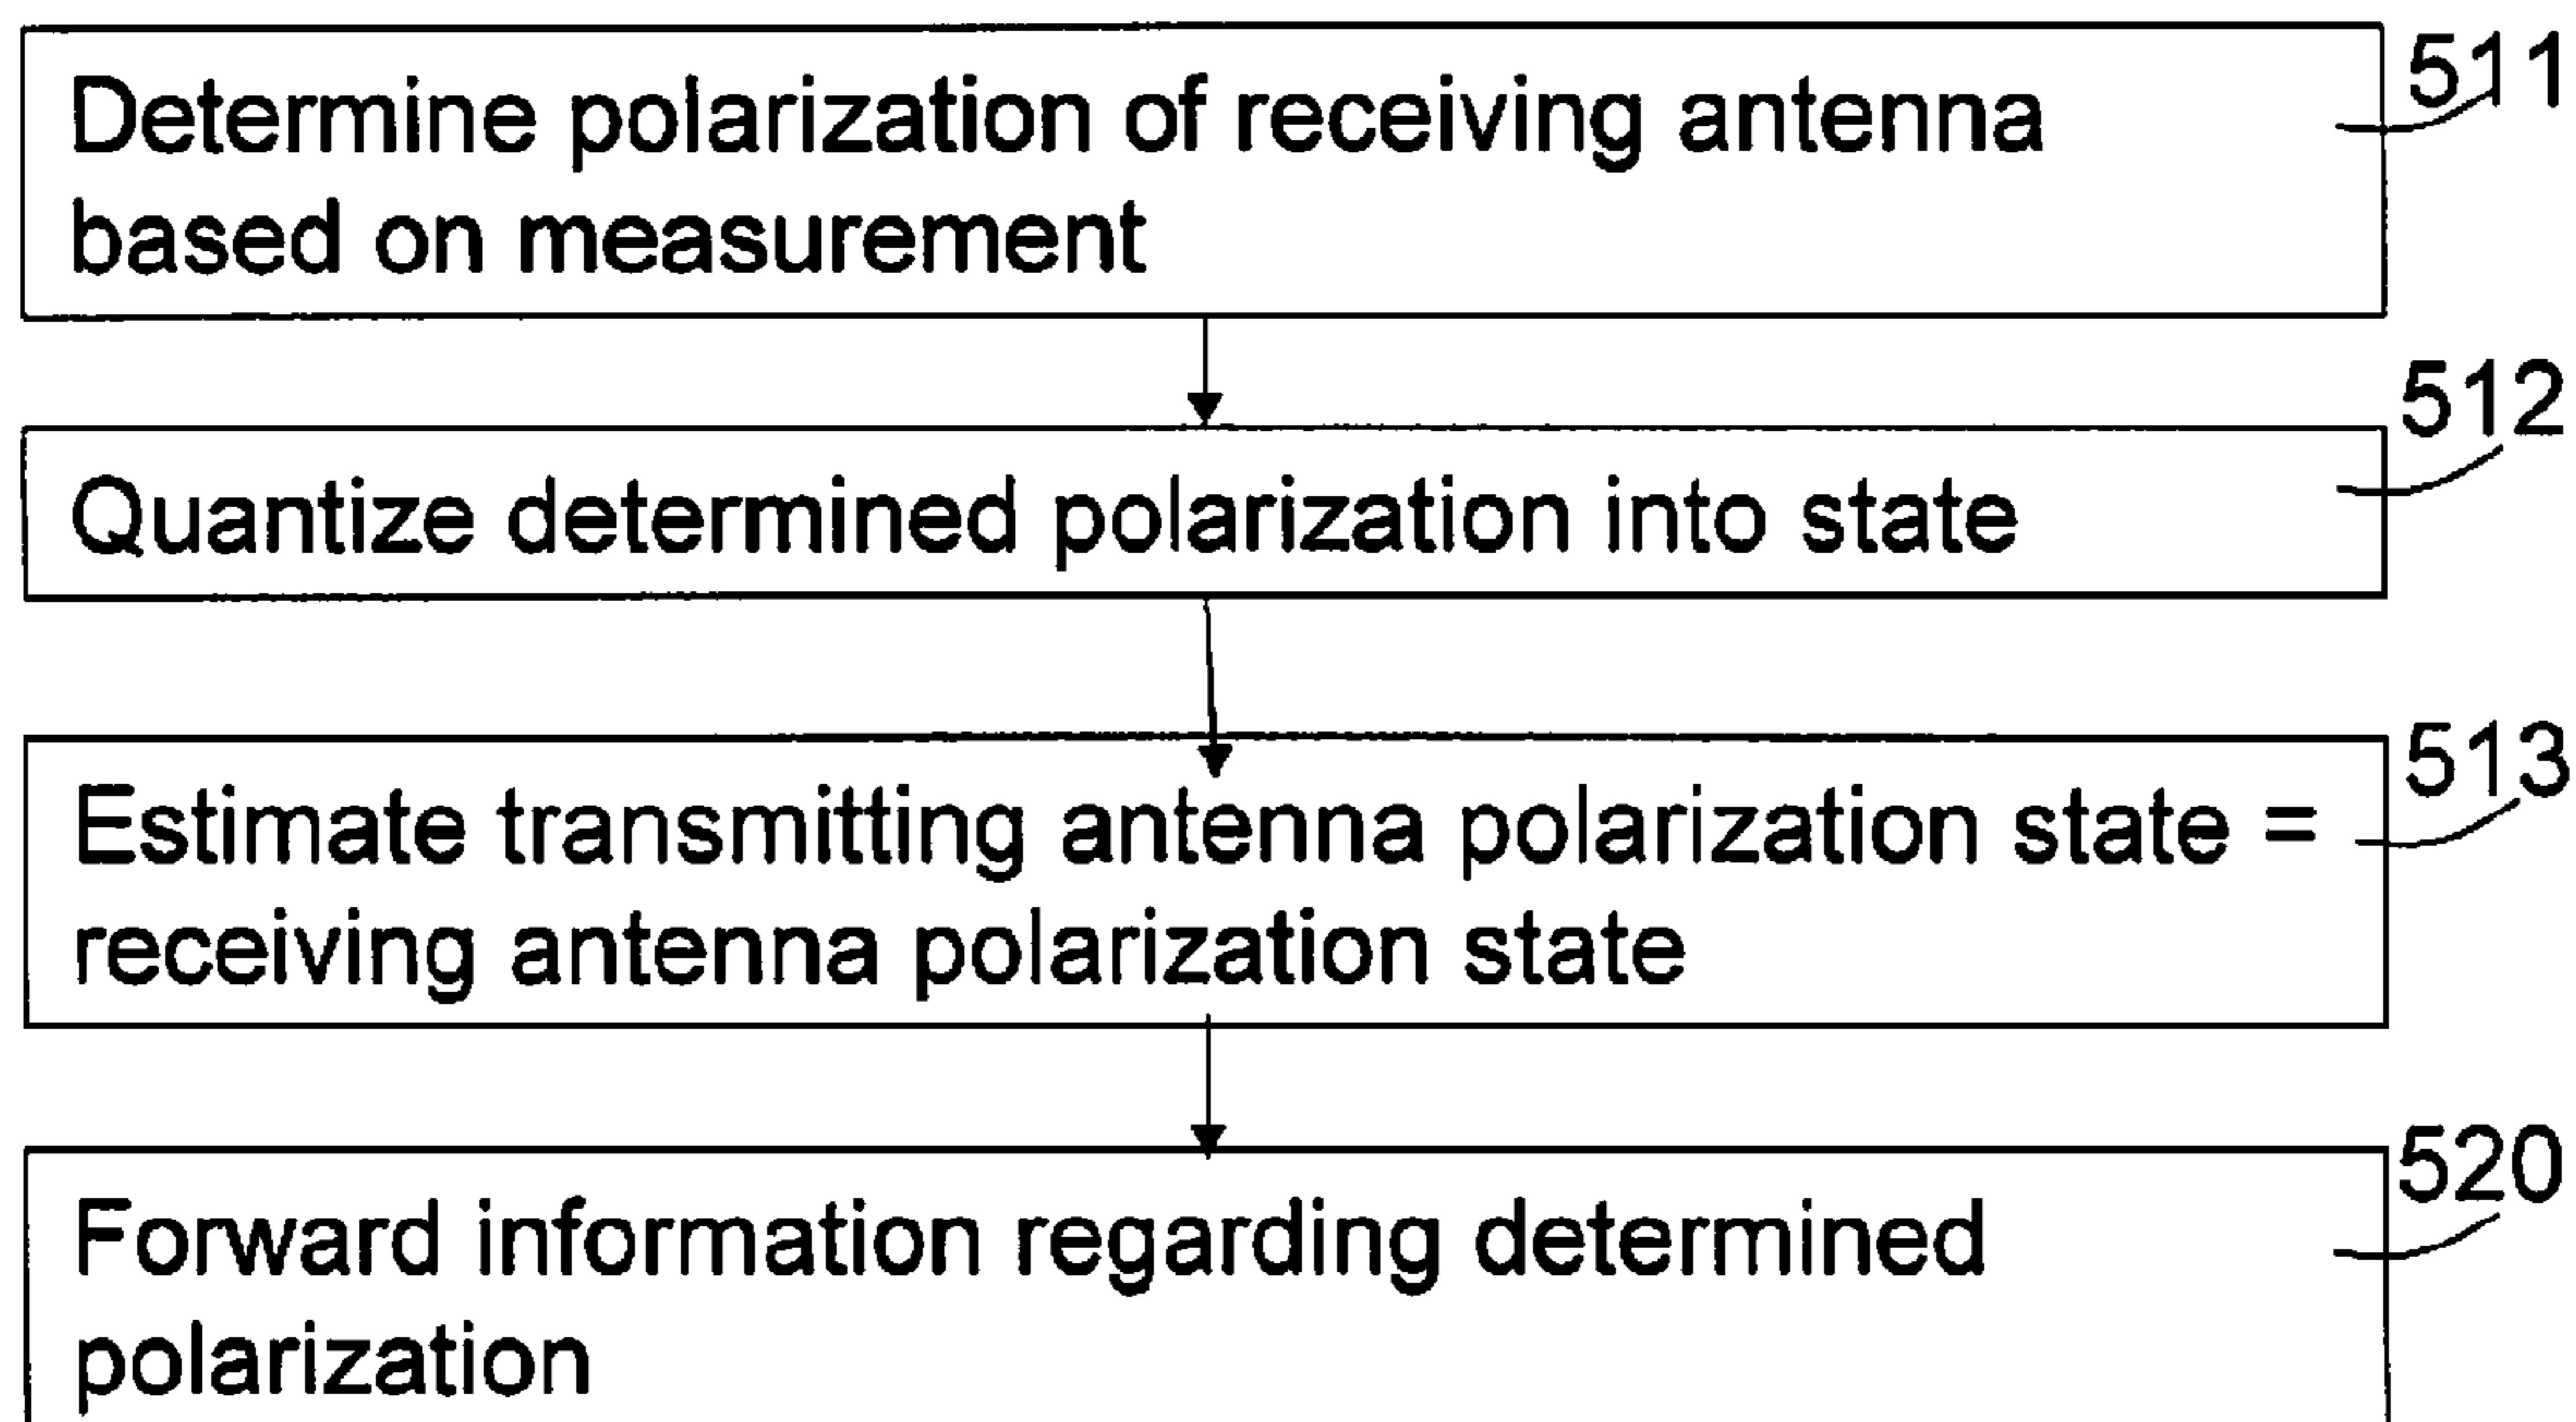 Determine polarization of receiving antenna
based on measurement
511
Quantize determined polarization into state
512
Estimate transmitting antenna polarization state =
receiving antenna polarization state
513
Forward information regarding determined
polarization
520